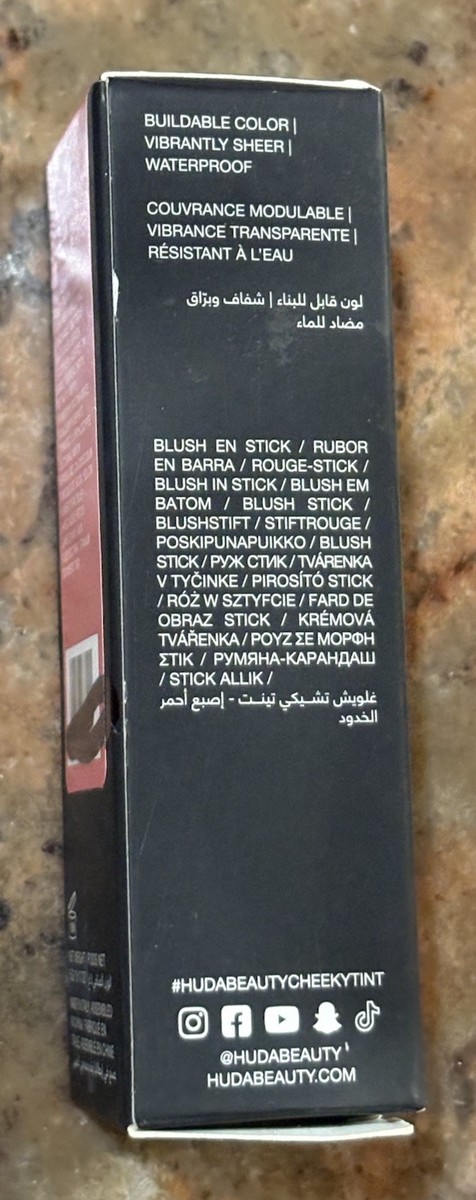 BUILDABLE COLOR |
VIBRANTLY SHEER |
WATERPROOF
COUVRANCE MODULABLE |
VIBRANCE TRANSPARENTE |
RÉSISTANT À L'EAU
لون قابل للبناء | شفاف وبرّاق
مضاد للماء
BLUSH EN STICK / RUBOR
EN BARRA / ROUGE-STICK /
BLUSH IN STICK / BLUSH EM
BATOM / BLUSH STICK /
BLUSHSTIFT / STIFTROUGE /
POSKIPUNAPUIKKO / BLUSH
STICK / РУЖ СТИК / TVÁRENKA
V TYČINKE / PIROSÍTÓ STICK
/ RÓŻ W SZTYFCIE / FARD DE
OBRAZ STICK / KRÉMOVÁ
TVÁŘENKA / ΡΟΥΖ ΣΕ ΜΟΡΦΗ
ΣΤΙΚ / РУМЯНА-КАРАНДАШ
/ STICK ALLIK /
غلويش تشيكي تينت - إصبع أحمر
الخدود
#HUDABEAUTYCHEEKYTINT
@HUDABEAUTY
HUDABEAUTY.COM